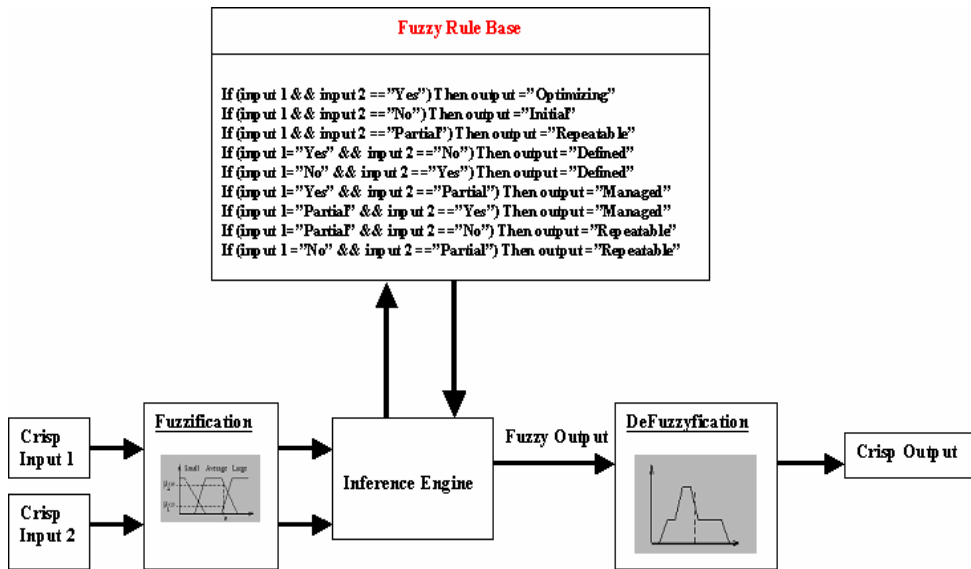 Fuzzy Rule Base
If (input 1 && input 2 =="Yes") Then output ="Optimizing"
If (input 1 && input 2 =="No") Then output ="Initial"
If (input 1 && input 2 =="Partial") Then output ="Repeatable"
If (input 1="Yes" && input 2 =="No") Then output ="Defined"
If (input 1="No" && input 2 =="Yes") Then output ="Defined"
If (input 1="Yes" && input 2 =="Partial") Then output ="Managed"
If (input 1="Partial" && input 2 =="Yes") Then output ="Managed"
If (input 1="Partial" && input 2 =="No") Then output ="Repeatable"
If (input 1 ="No" && input 2 =="Partial") Then output ="Repeatable"
Crisp
Input 1
Crisp
Input 2
Fuzzification
Small Average Large
Inference Engine
Fuzzy Output
DeFuzzyfication
Crisp Output